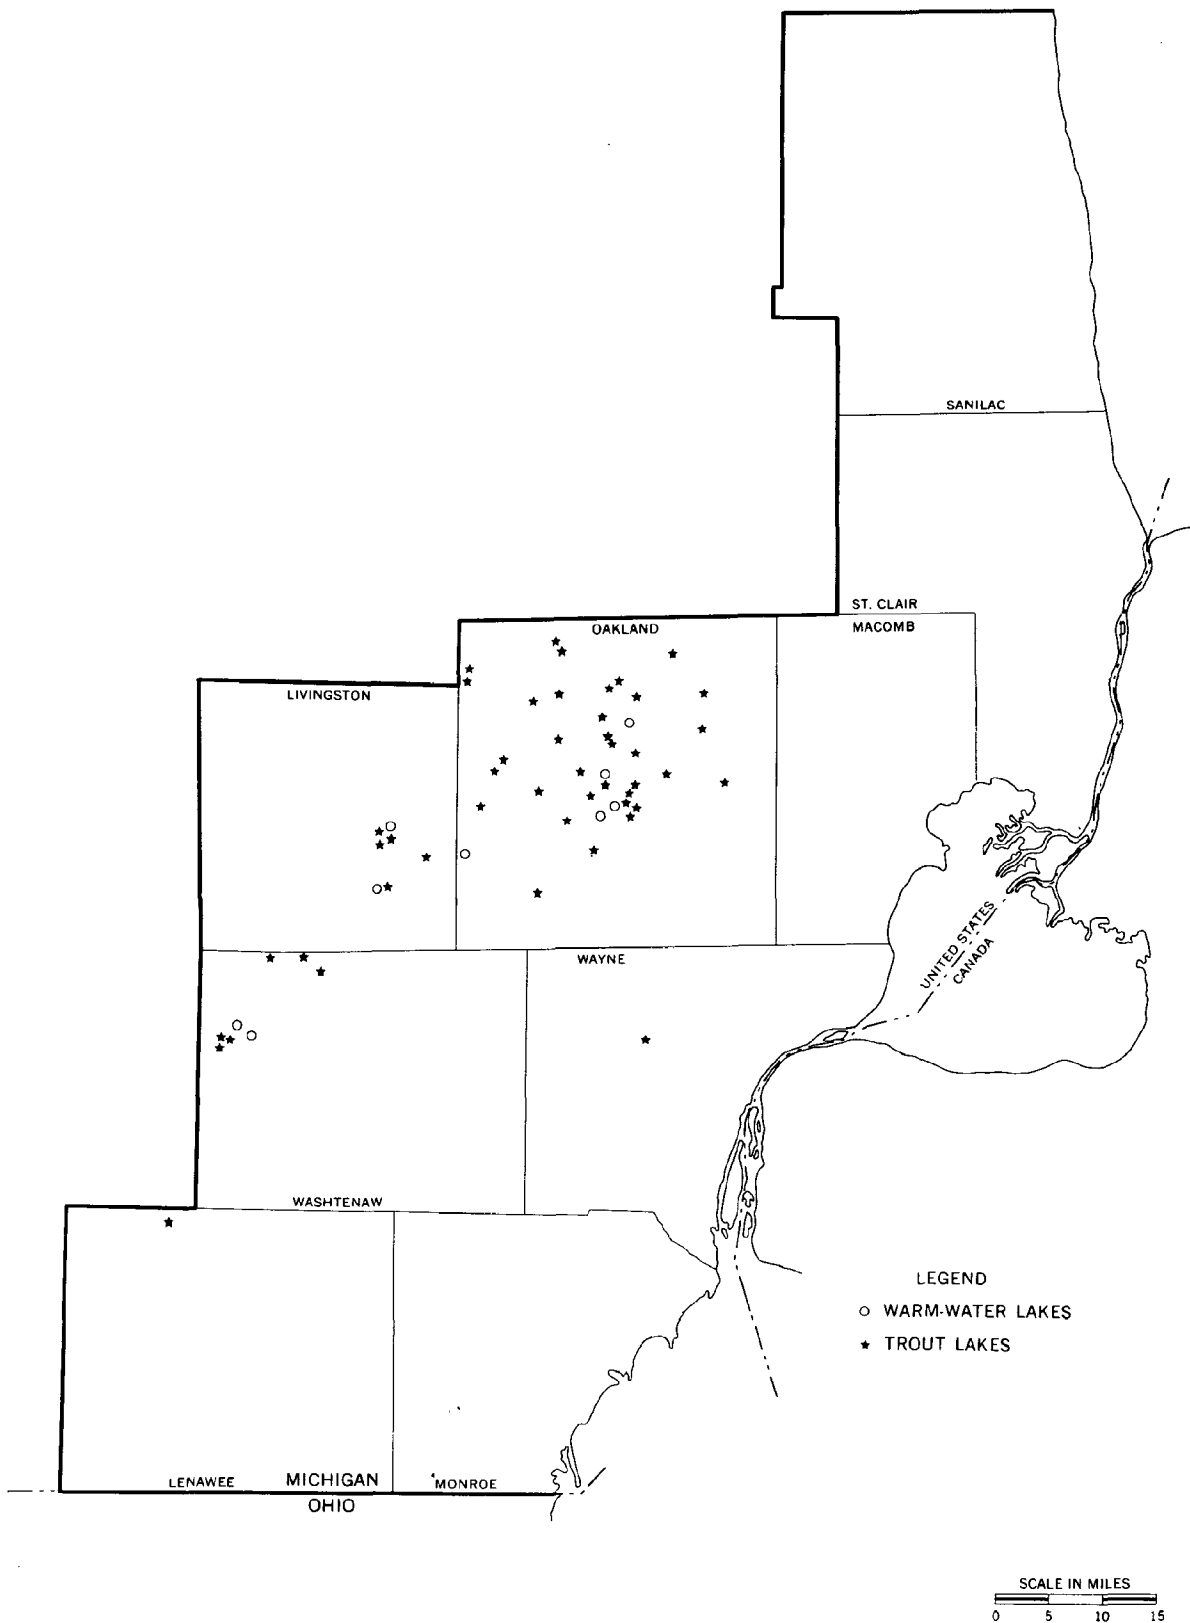 SANILAC
ST. CLAIR
MACOMB
OAKLAND
LIVINGSTON
UNITED STATES
CANADA
WAYNE
WASHTENAW
LEGEND
WARM-WATER LAKES
TROUT LAKES
LENAWEE
MICHIGAN
MONROE
OHIO
SCALE IN MILES
0 5 10 15